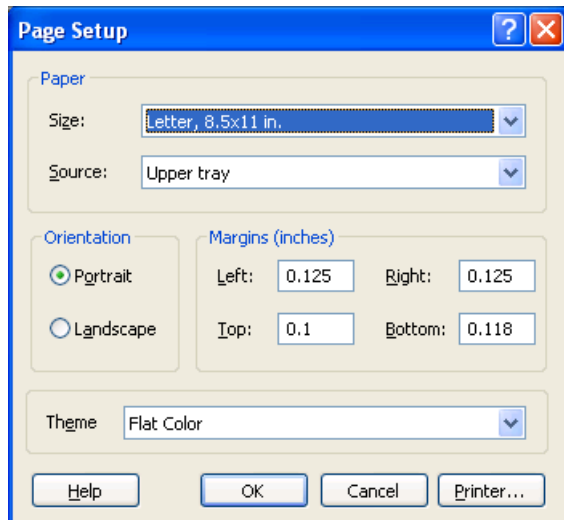 Page Setup
Paper
Size: Letter, 8.5x11 in.
Source: Upper tray
Orientation
Portrait
Landscape
Margins (inches)
Left: 0.125 Right: 0.125
Top: 0.1 Bottom: 0.118
Theme Flat Color
Help OK Cancel Printer...